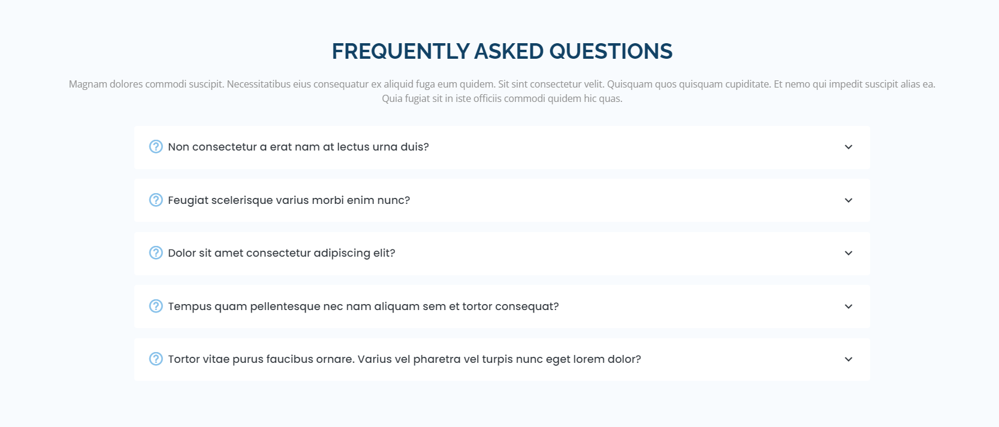 FREQUENTLY ASKED QUESTIONS
Magnam dolores commodi suscipit. Necessitatibus eius consequatur ex aliquid fuga eum quidem. Sit sint consectetur velit. Quisquam quos quisquam cupiditate. Et nemo qui impedit suscipit alias ea.
Quia fugiat sit in iste officiis commodi quidem hic quas.
Non consectetur a erat nam at lectus urna duis?
Feugiat scelerisque varius morbi enim nunc?
Dolor sit amet consectetur adipiscing elit?
Tempus quam pellentesque nec nam aliquam sem et tortor consequat?
Tortor vitae purus faucibus ornare. Varius vel pharetra vel turpis nunc eget lorem dolor?